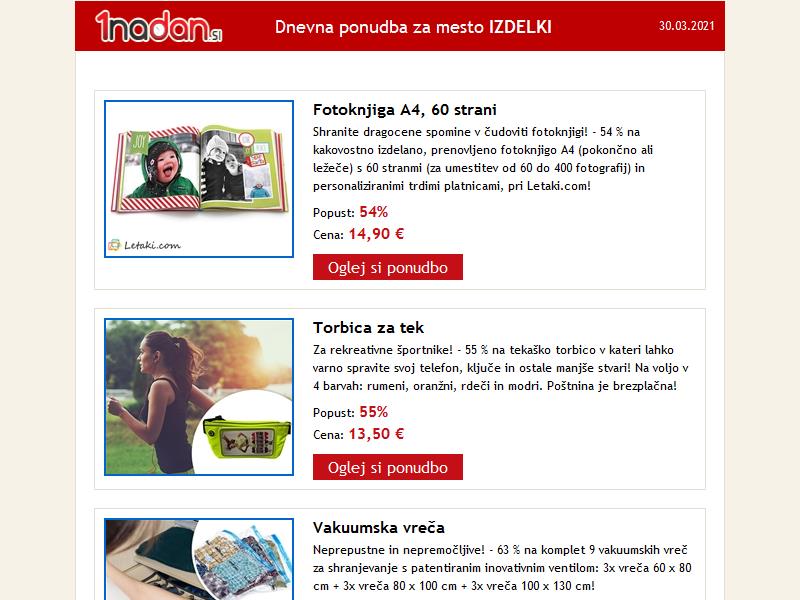 1nadan.si
Dnevna ponudba za mesto IZDELKI
30.03.2021
Fotoknjiga A4, 60 strani
Shranite dragocene spomine v čudoviti fotoknjigi! - 54 % na
kakovostno izdelano, prenovljeno fotoknjigo A4 (pokončno ali
ležeče) s 60 stranmi (za umestitev od 60 do 400 fotografij) in
personaliziranimi trdimi platnicami, pri Letaki.com!
Popust: 54%
Cena: 14,90 €
Oglej si ponudbo
JOY
Letaki.com
Torbica za tek
Za rekreativne športnike! - 55 % na tekaško torbico v kateri lahko
varno spravite svoj telefon, ključe in ostale manjše stvari! Na voljo v
4 barvah: rumeni, oranžni, rdeči in modri. Poštnina je brezplačna!
Popust: 55%
Cena: 13,50 €
Oglej si ponudbo
Vakuumska vreča
Neprepustne in nepremočljive! - 63 % na komplet 9 vakuumskih vreč
za shranjevanje s patentiranim inovativnim ventilom: 3x vreča 60 x 80
cm + 3x vreča 80 x 100 cm + 3x vreča 100 x 130 cm!